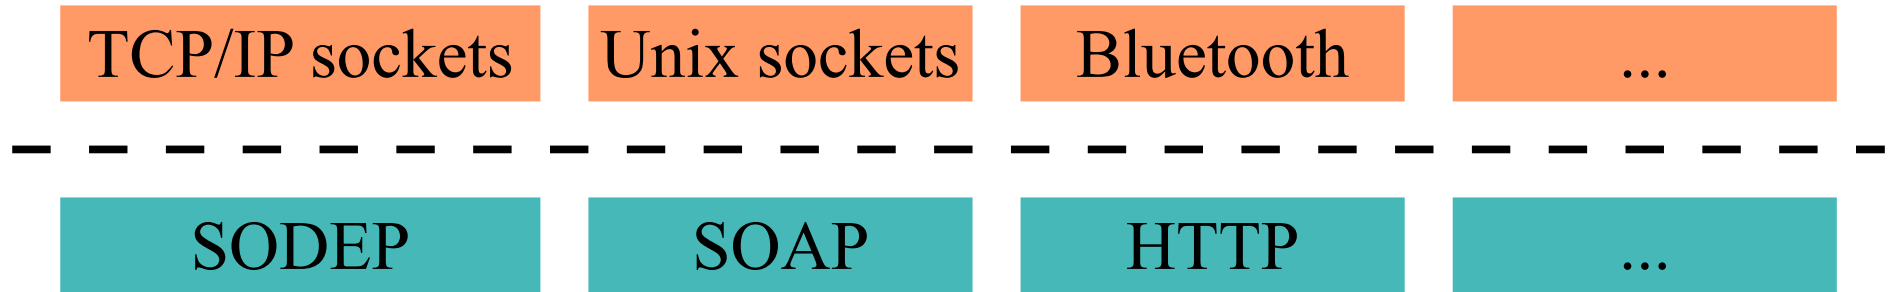 TCP/IP sockets Unix sockets Bluetooth ...
SODEP SOAP HTTP ...